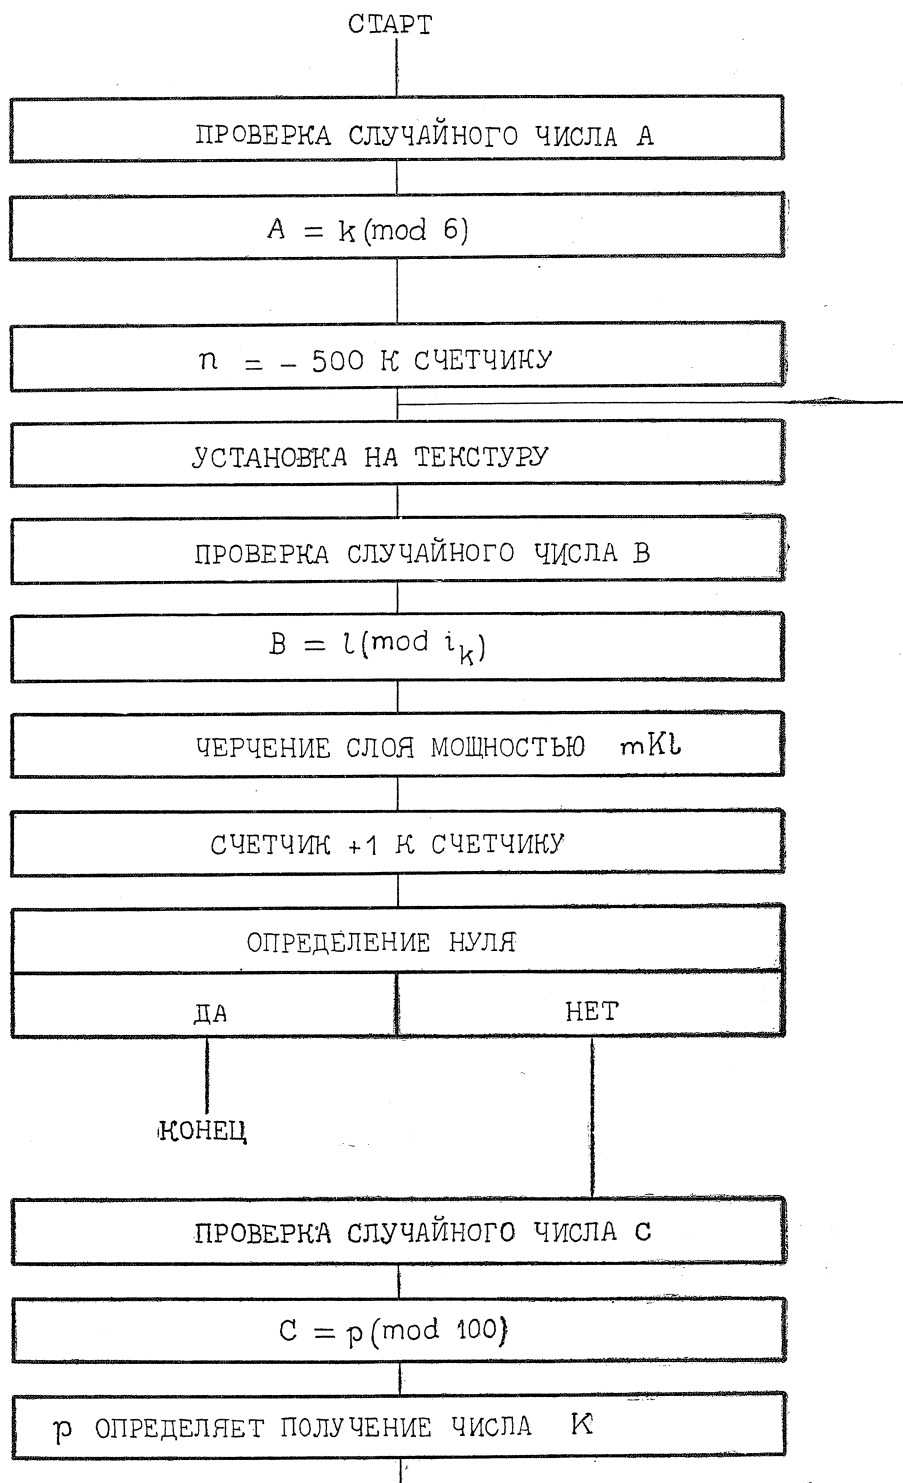 СТАРТ
ПРОВЕРКА СЛУЧАЙНОГО ЧИСЛА А
A = k (mod 6)
n = – 500 К СЧЕТЧИКУ
УСТАНОВКА НА ТЕКСТУРУ
ПРОВЕРКА СЛУЧАЙНОГО ЧИСЛА В
B = l (mod i_k)
ЧЕРЧЕНИЕ СЛОЯ МОЩНОСТЬЮ mKl
СЧЕТЧИК +1 К СЧЕТЧИКУ
ОПРЕДЕЛЕНИЕ НУЛЯ
ДА НЕТ
КОНЕЦ
ПРОВЕРКА СЛУЧАЙНОГО ЧИСЛА С
C = p (mod 100)
p ОПРЕДЕЛЯЕТ ПОЛУЧЕНИЕ ЧИСЛА К